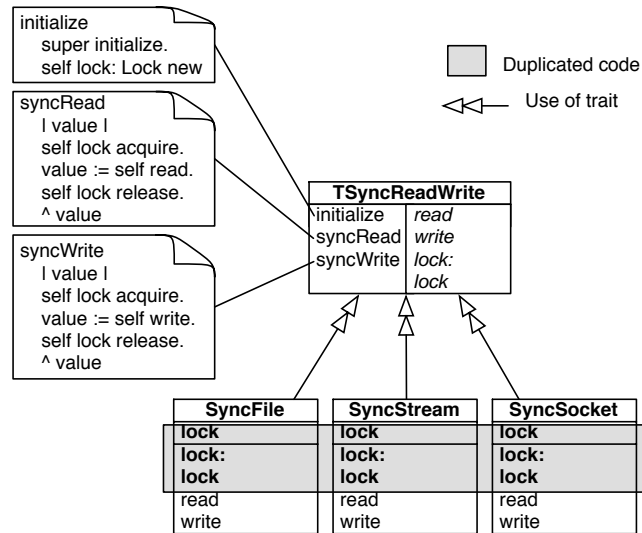 initialize
super initialize.
self lock: Lock new
syncRead
| value |
self lock acquire.
value := self read.
self lock release.
^ value
syncWrite
| value |
self lock acquire.
value := self write.
self lock release.
^ value
Duplicated code
Use of trait
TSyncReadWrite
initialize read
syncRead write
syncWrite lock:
lock
SyncFile SyncStream SyncSocket
lock lock lock
lock: lock: lock:
lock lock lock
read read read
write write write